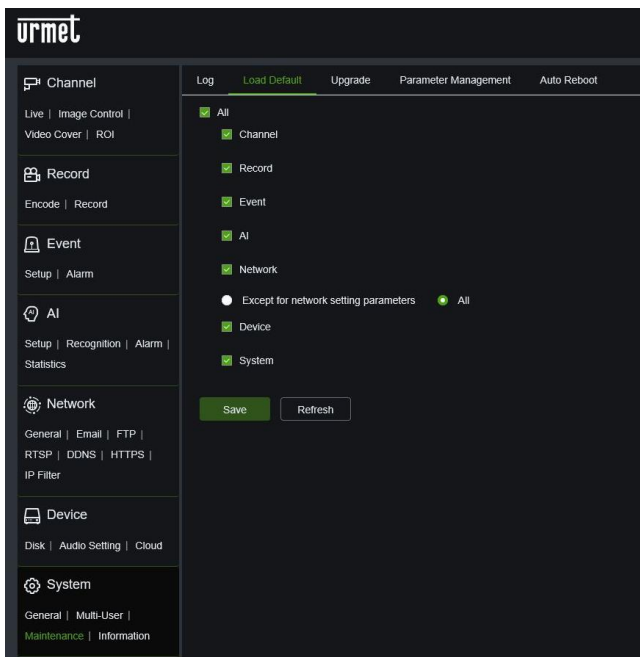 urmet
Channel
Live | Image Control |
Video Cover | ROI
Record
Encode | Record
Event
Setup | Alarm
AI
AI
Setup | Recognition | Alarm |
Statistics
Network
General | Email | FTP |
RTSP | DDNS | HTTPS |
IP Filter
Device
Disk | Audio Setting | Cloud
System
General | Multi-User |
Maintenance | Information
Log Load Default Upgrade Parameter Management Auto Reboot
All
Channel
Record
Event
AI
Network
Except for network setting parameters All
Device
System
Save Refresh